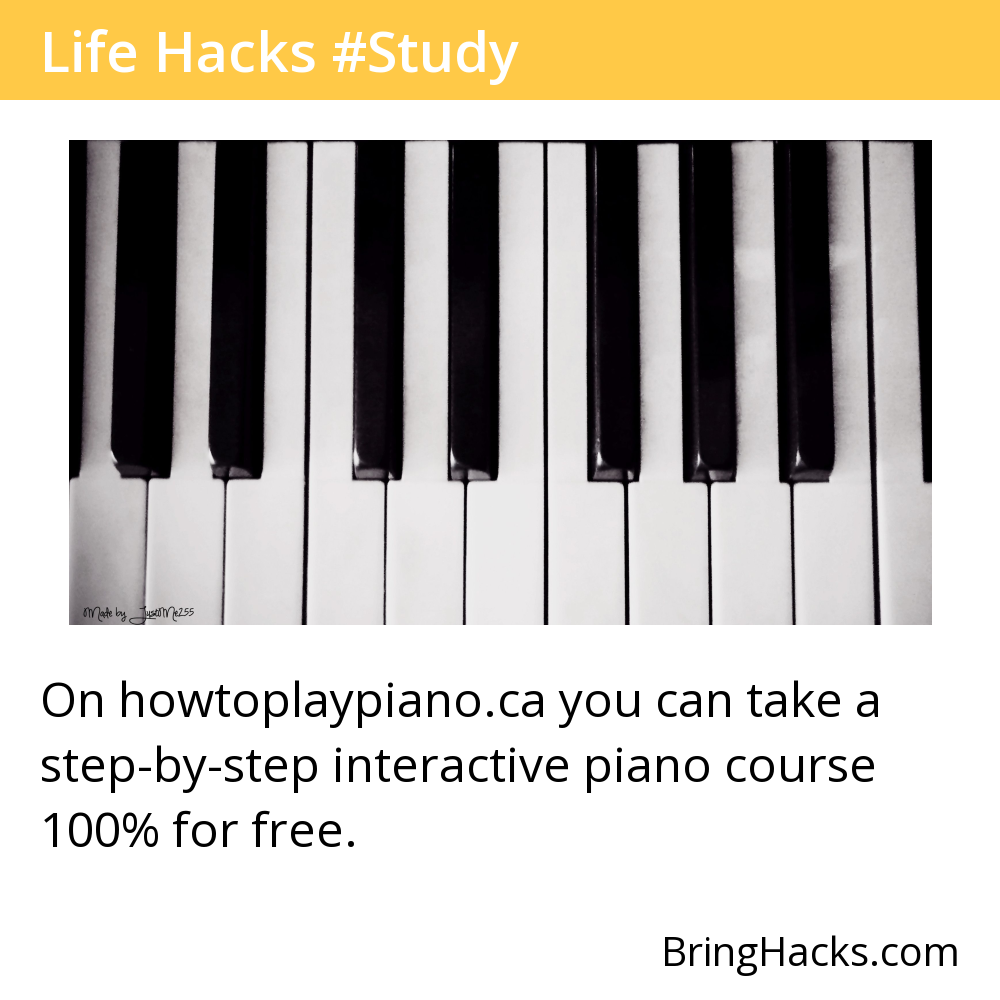 Life Hacks #Study
Made by JustMe255
On howtoplaypiano.ca you can take a
step-by-step interactive piano course
100% for free.
BringHacks.com